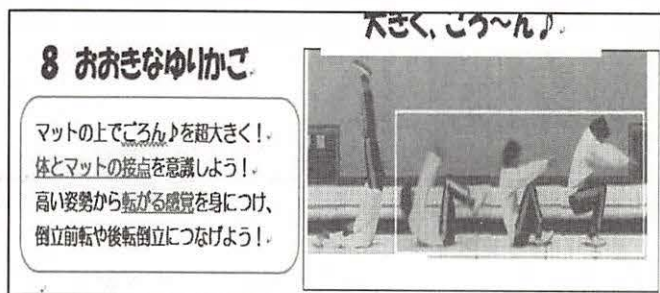 大きく、ごろ～ん♪
8 おおきなゆりかご
マットの上でごろん♪を超大きく！
体とマットの接点を意識しよう！
高い姿勢から転がる感覚を身につけ、
倒立前転や後転倒立につなげよう！